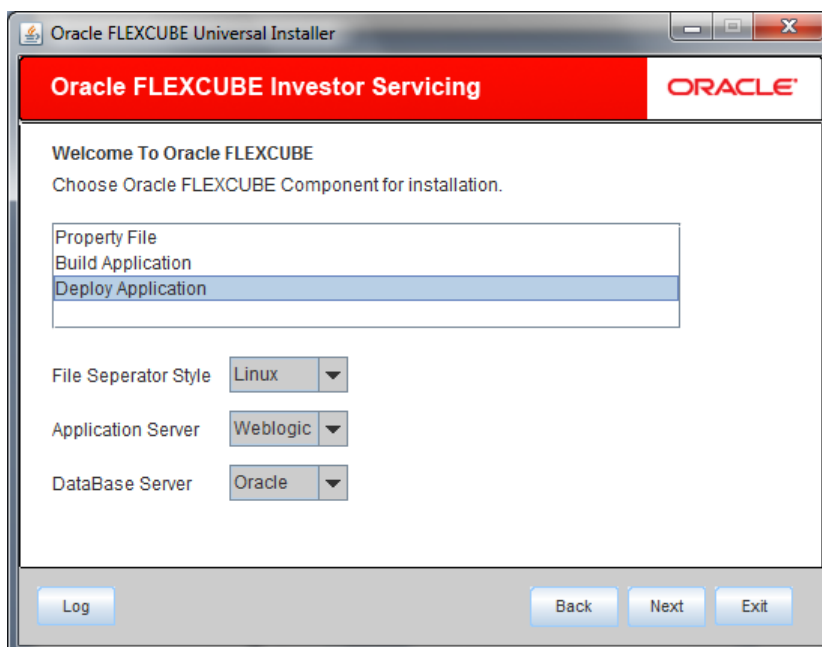 Oracle FLEXCUBE Universal Installer
Oracle FLEXCUBE Investor Servicing
ORACLE
Welcome To Oracle FLEXCUBE
Choose Oracle FLEXCUBE Component for installation.
Property File
Build Application
Deploy Application
File Seperator Style Linux
Application Server Weblogic
DataBase Server Oracle
Log Back Next Exit